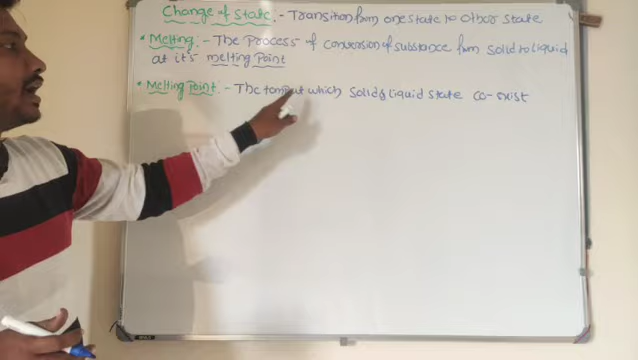 Change of State :- Transition from one state to other state
• Melting :- The Process of conversion of substance from solid to liquid
at it's melting Point
• Melting Point :- The temp at which solid & liquid state co-exist